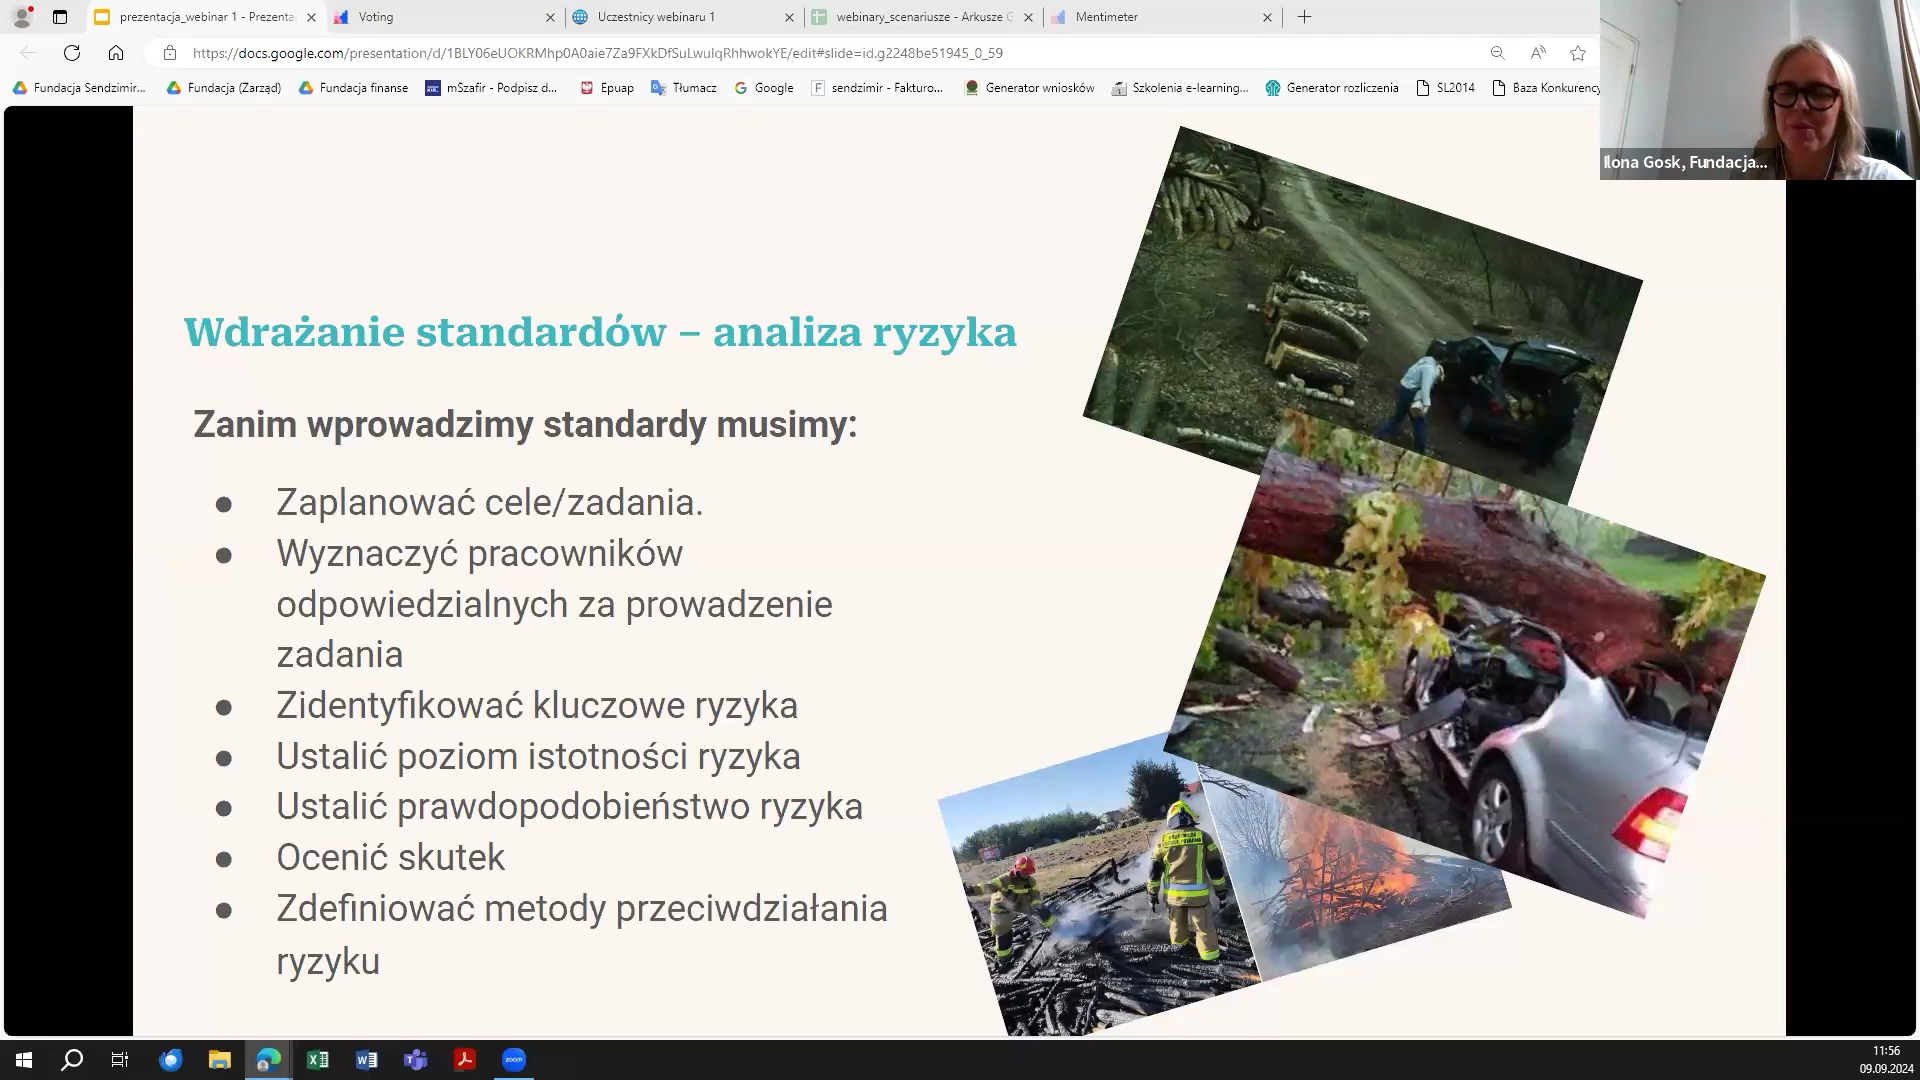 prezentacja_webinar 1 - Prezenta
Voting
Uczestnicy webinaru 1
webinary_scenariusze - Arkusze G
Mentimeter
https://docs.google.com/presentation/d/1BLY06eUOKRMhp0A0aie7Za9FXkDfSuLwulqRhhwokYE/edit#slide=id.g2248be51945_0_59
Fundacja Sendzimir...
Fundacja (Zarząd)
Fundacja finanse
mSzafir - Podpisz d...
Epuap
Tłumacz
Google
sendzimir - Fakturo...
Generator wniosków
Szkolenia e-learning...
Generator rozliczenia
SL2014
Baza Konkurency
Ilona Gosk, Fundacja...
Wdrażanie standardów – analiza ryzyka
Zanim wprowadzimy standardy musimy:
● Zaplanować cele/zadania.
● Wyznaczyć pracowników
odpowiedzialnych za prowadzenie
zadania
● Zidentyfikować kluczowe ryzyka
● Ustalić poziom istotności ryzyka
● Ustalić prawdopodobieństwo ryzyka
● Ocenić skutek
● Zdefiniować metody przeciwdziałania
ryzyku
zoom
11:56
09.09.2024